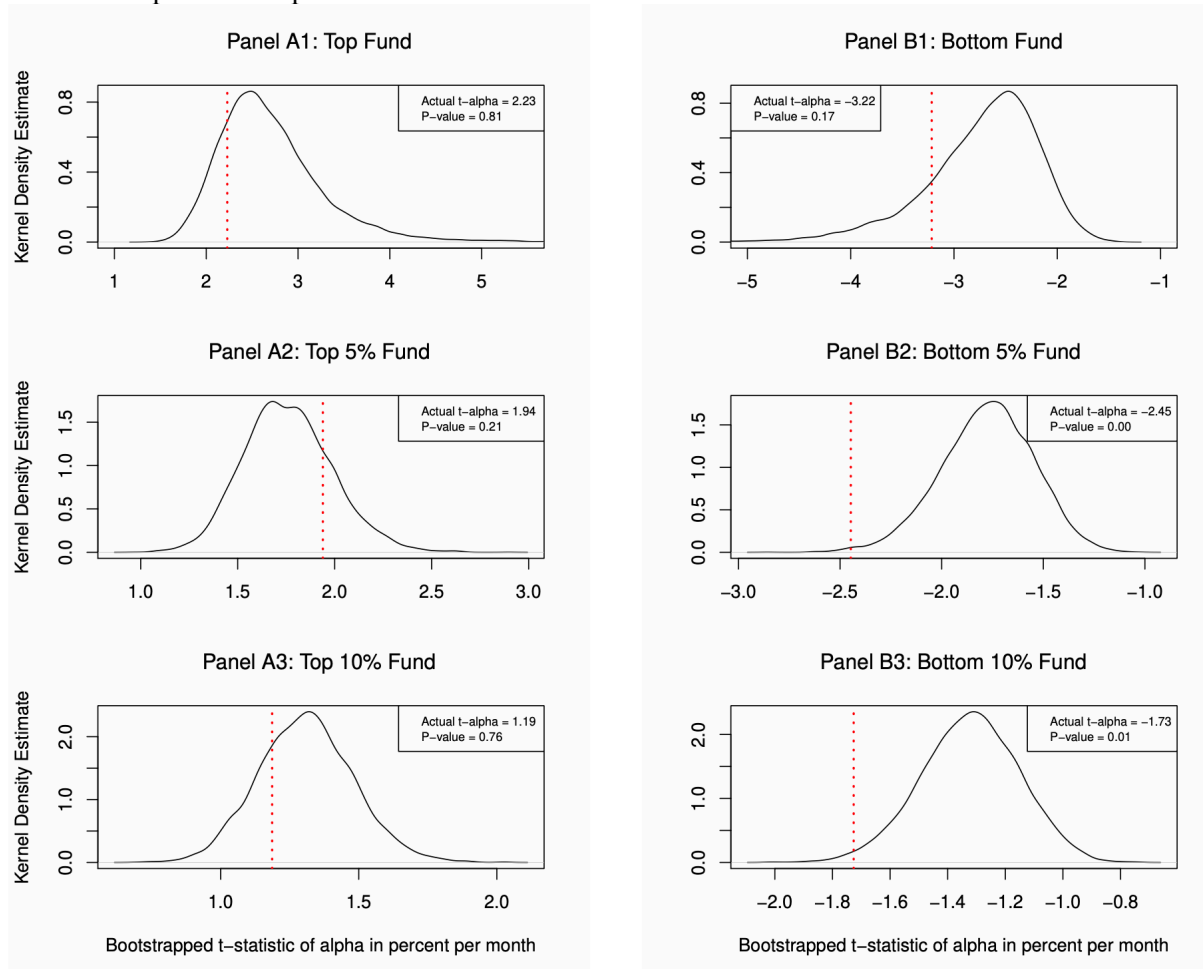 Panel A1: Top Fund
Kernel Density Estimate
0.0 0.4 0.8
Actual t−alpha = 2.23
P−value = 0.81
1 2 3 4 5
Panel B1: Bottom Fund
0.0 0.4 0.8
Actual t−alpha = −3.22
P−value = 0.17
−5 −4 −3 −2 −1
Panel A2: Top 5% Fund
Kernel Density Estimate
0.0 0.5 1.0 1.5
Actual t−alpha = 1.94
P−value = 0.21
1.0 1.5 2.0 2.5 3.0
Panel B2: Bottom 5% Fund
0.0 0.5 1.0 1.5
Actual t−alpha = −2.45
P−value = 0.00
−3.0 −2.5 −2.0 −1.5 −1.0
Panel A3: Top 10% Fund
Kernel Density Estimate
0.0 1.0 2.0
Actual t−alpha = 1.19
P−value = 0.76
1.0 1.5 2.0
Bootstrapped t−statistic of alpha in percent per month
Panel B3: Bottom 10% Fund
0.0 1.0 2.0
Actual t−alpha = −1.73
P−value = 0.01
−2.0 −1.8 −1.6 −1.4 −1.2 −1.0 −0.8
Bootstrapped t−statistic of alpha in percent per month